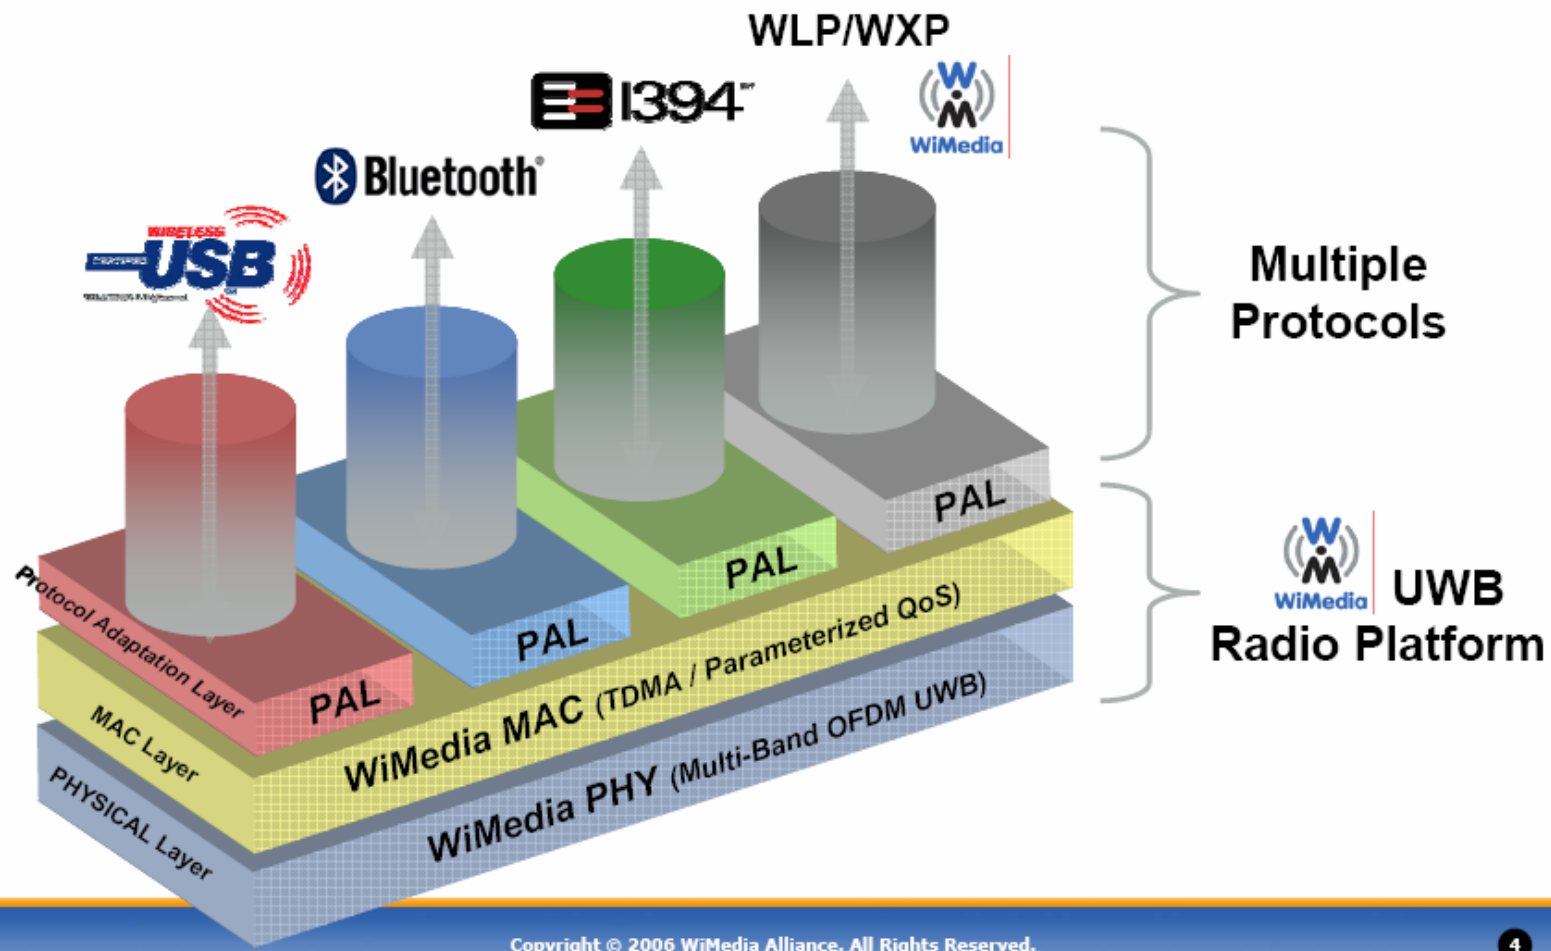 WLP/WXP
1394
WiMedia
Bluetooth®
WIRELESS
CERTIFIED
USB
Multiple
Protocols
PAL
PAL
PAL
PAL
WiMedia
UWB
Radio Platform
Protocol Adaptation Layer
MAC Layer
WiMedia MAC (TDMA / Parameterized QoS)
PHYSICAL Layer
WiMedia PHY (Multi-Band OFDM UWB)
Copyright © 2006 WiMedia Alliance. All Rights Reserved.
4